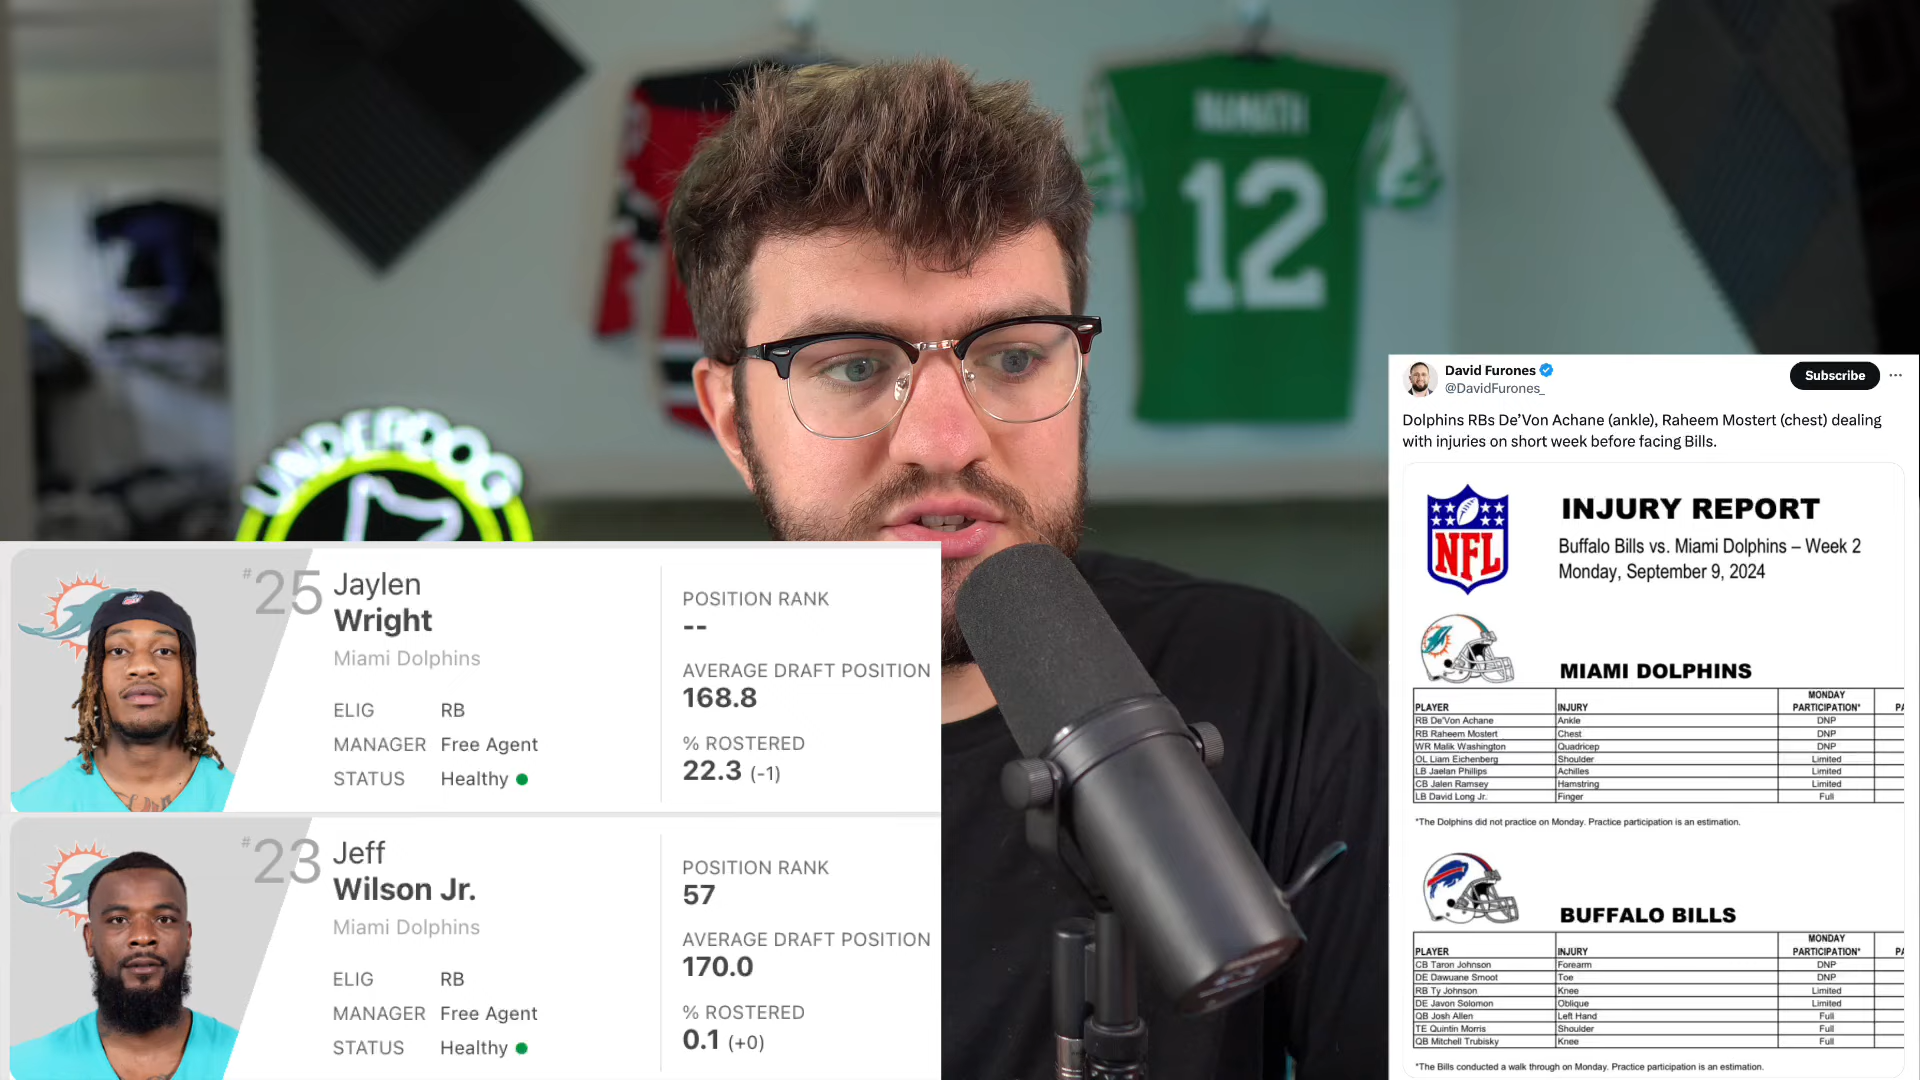 NAMATH
12
UNDERDOG
#25
Jaylen
Wright
Miami Dolphins
ELIG RB
MANAGER Free Agent
STATUS Healthy
POSITION RANK
--
AVERAGE DRAFT POSITION
168.8
% ROSTERED
22.3 (-1)
#23
Jeff
Wilson Jr.
Miami Dolphins
ELIG RB
MANAGER Free Agent
STATUS Healthy
POSITION RANK
57
AVERAGE DRAFT POSITION
170.0
% ROSTERED
0.1 (+0)
David Furones
@DavidFurones_
Subscribe
Dolphins RBs De'Von Achane (ankle), Raheem Mostert (chest) dealing
with injuries on short week before facing Bills.
NFL
INJURY REPORT
Buffalo Bills vs. Miami Dolphins – Week 2
Monday, September 9, 2024
MIAMI DOLPHINS
MONDAY
PLAYER INJURY PARTICIPATION* PA
RB De'Von Achane Ankle DNP
RB Raheem Mostert Chest DNP
WR Malik Washington Quadricep DNP
OL Liam Eichenberg Shoulder Limited
LB Jaelan Phillips Achilles Limited
CB Jalen Ramsey Hamstring Limited
LB David Long Jr. Finger Full
*The Dolphins did not practice on Monday. Practice participation is an estimation.
BUFFALO BILLS
MONDAY
PLAYER INJURY PARTICIPATION* PA
CB Taron Johnson Forearm DNP
DE Dawuane Smoot Toe DNP
RB Ty Johnson Knee Limited
DE Javon Solomon Oblique Limited
QB Josh Allen Left Hand Full
TE Quintin Morris Shoulder Full
QB Mitchell Trubisky Knee Full
*The Bills conducted a walk through on Monday. Practice participation is an estimation.